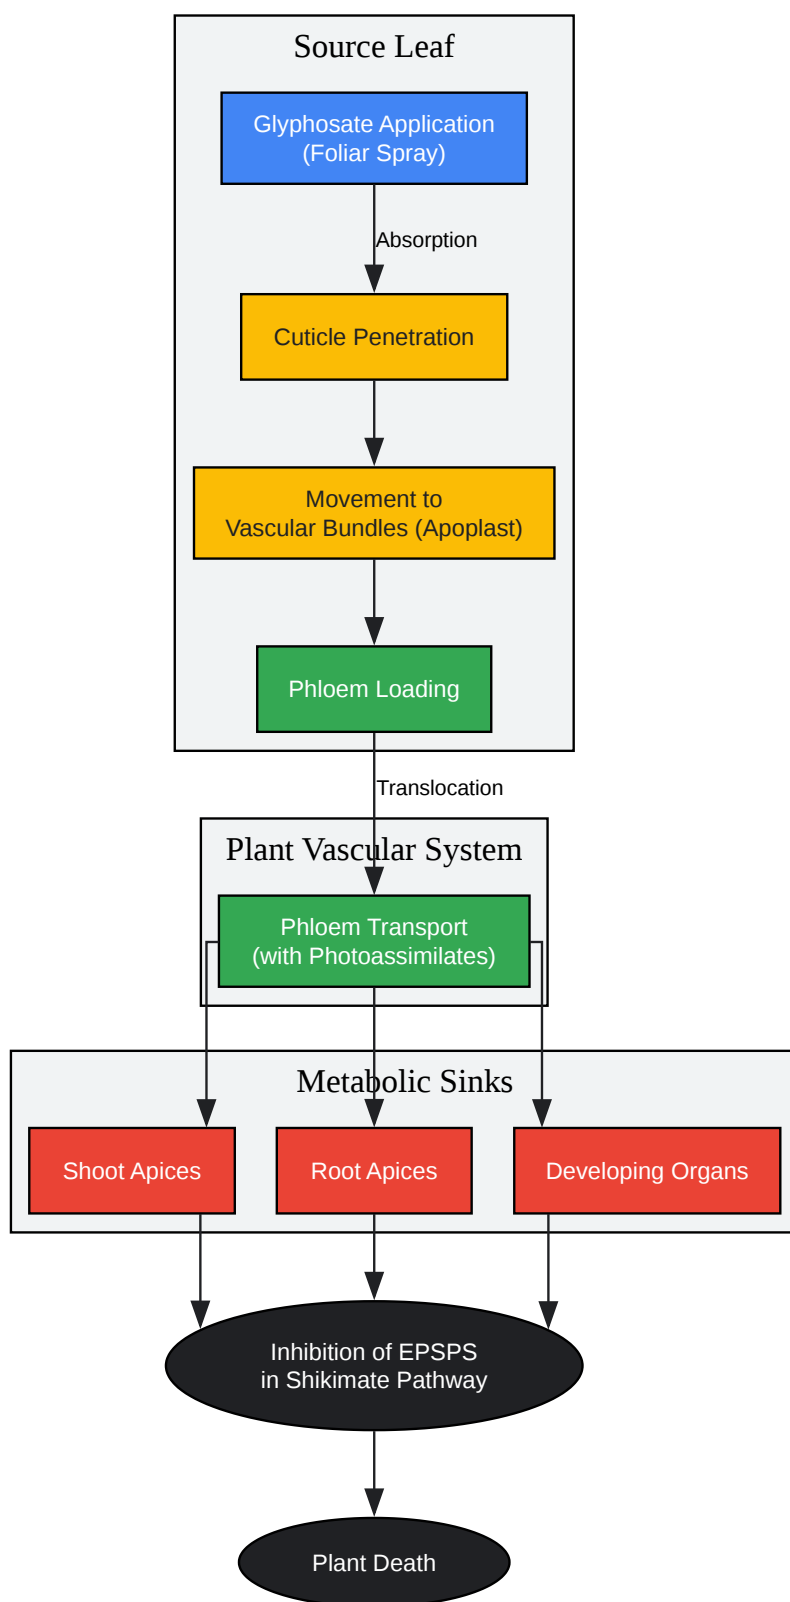 Source Leaf
Glyphosate Application
(Foliar Spray)
Absorption
Cuticle Penetration
Movement to
Vascular Bundles (Apoplast)
Phloem Loading
Translocation
Plant Vascular System
Phloem Transport
(with Photoassimilates)
Metabolic Sinks
Shoot Apices
Root Apices
Developing Organs
Inhibition of EPSPS
in Shikimate Pathway
Plant Death